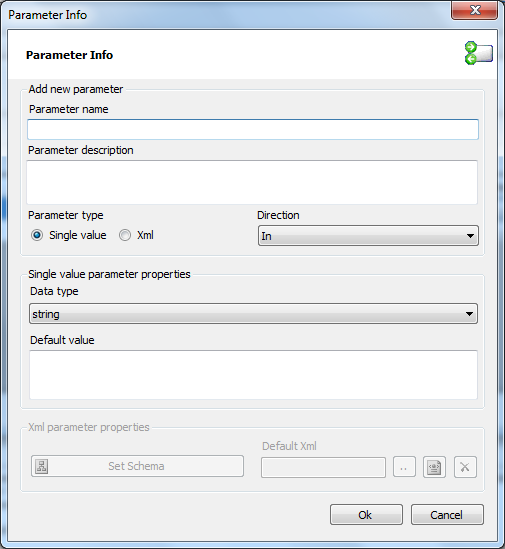 Parameter Info
Parameter Info
Add new parameter
Parameter name
Parameter description
Parameter type
Direction
Single value
Xml
In
Single value parameter properties
Data type
string
Default value
Xml parameter properties
Default Xml
Set Schema
..
Ok
Cancel